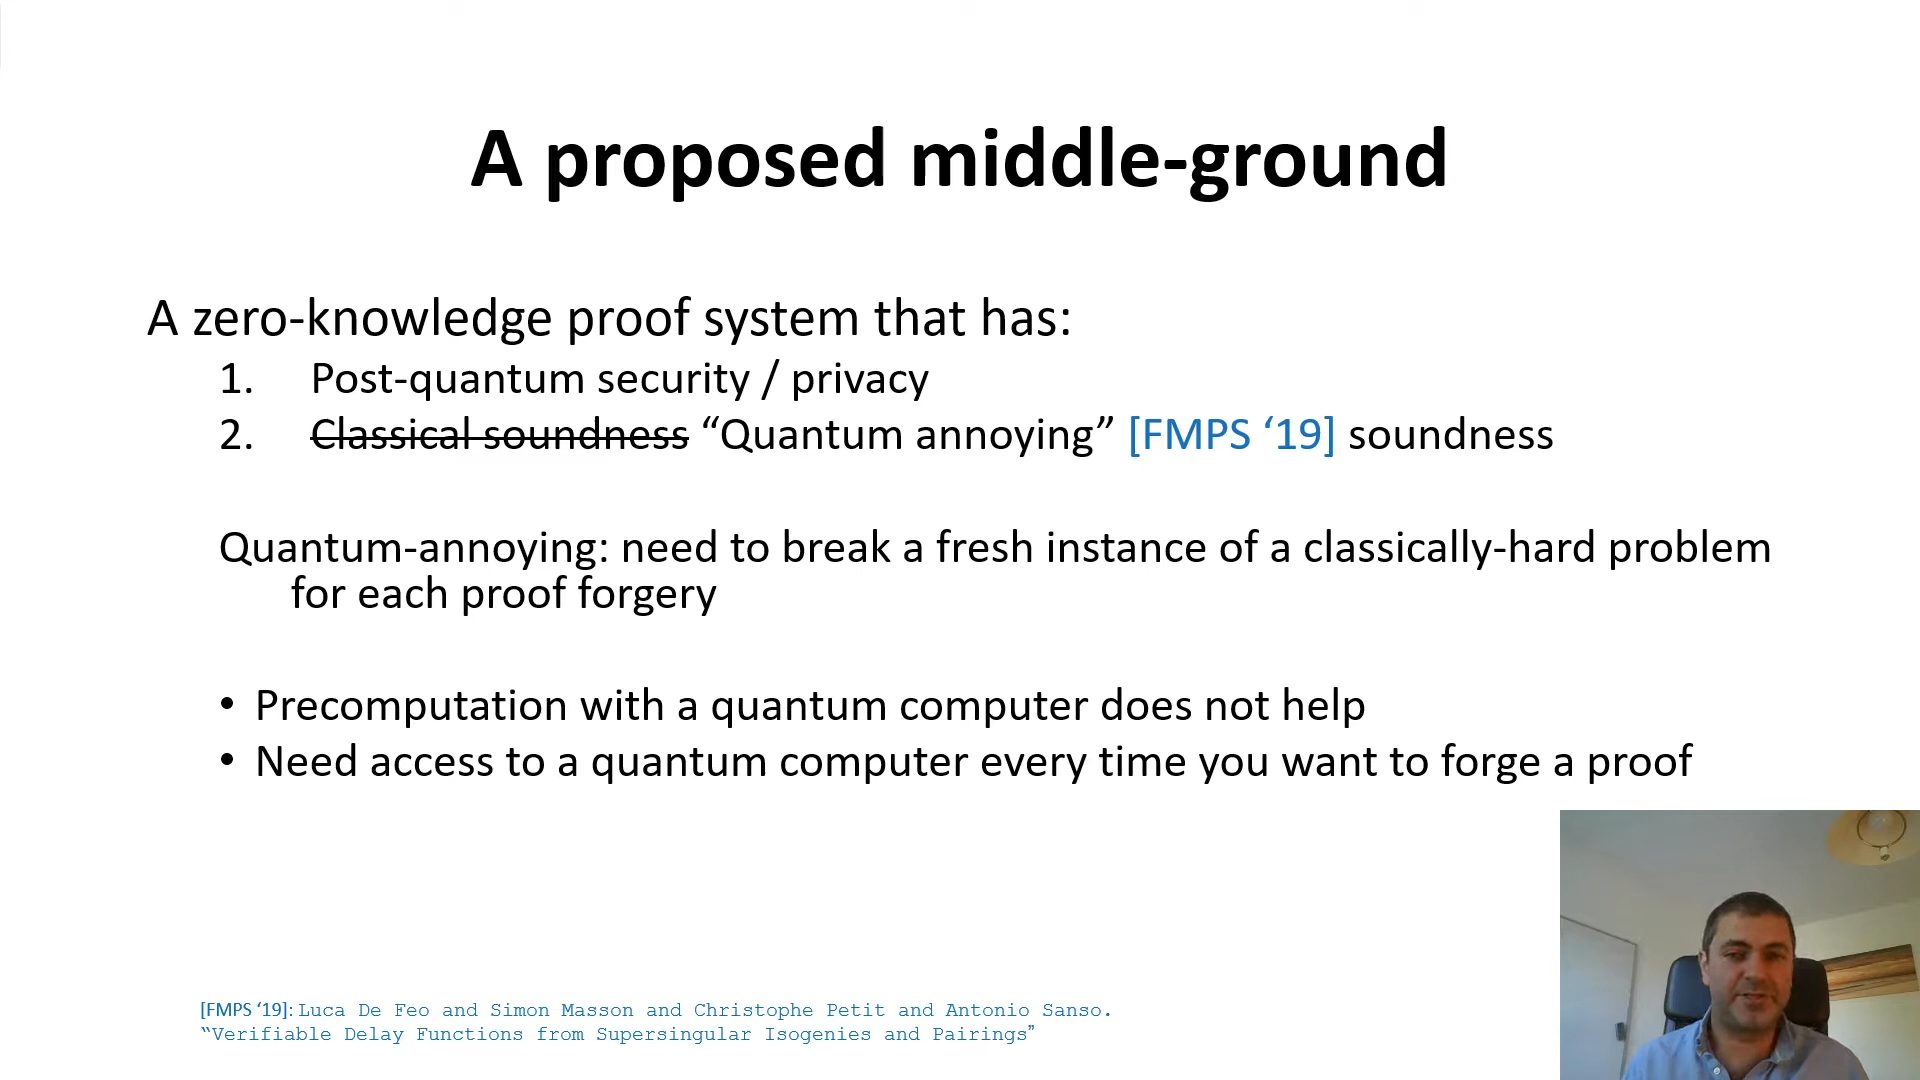 A proposed middle-ground
A zero-knowledge proof system that has:
1. Post-quantum security / privacy
2. Classical soundness “Quantum annoying” [FMPS ‘19] soundness
Quantum-annoying: need to break a fresh instance of a classically-hard problem
for each proof forgery
• Precomputation with a quantum computer does not help
• Need access to a quantum computer every time you want to forge a proof
[FMPS ‘19]: Luca De Feo and Simon Masson and Christophe Petit and Antonio Sanso.
“Verifiable Delay Functions from Supersingular Isogenies and Pairings”